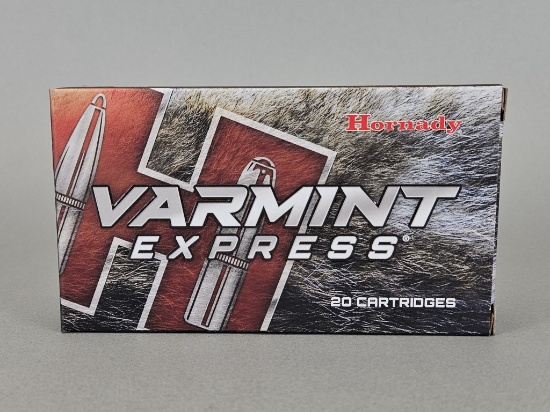 Hornady
VARMINT
EXPRESS®
20 CARTRIDGES